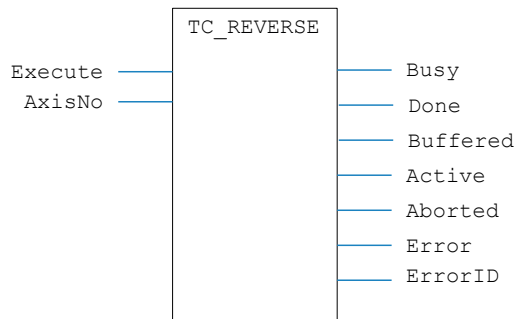 TC_REVERSE
Execute
AxisNo
Busy
Done
Buffered
Active
Aborted
Error
ErrorID